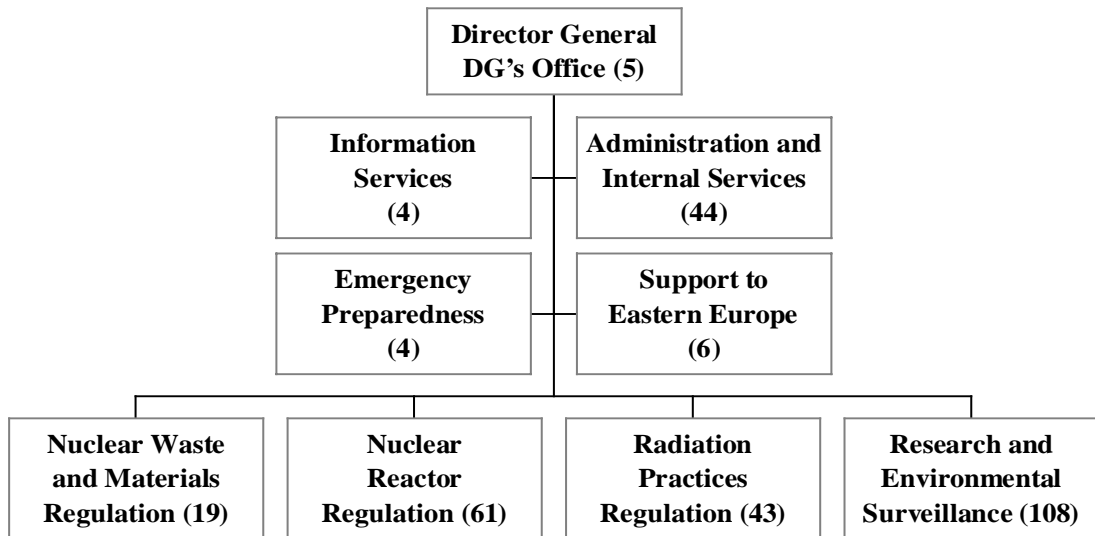 Director General
DG's Office (5)
Information
Services
(4)
Administration and
Internal Services
(44)
Emergency
Preparedness
(4)
Support to
Eastern Europe
(6)
Nuclear Waste
and Materials
Regulation (19)
Nuclear
Reactor
Regulation (61)
Radiation
Practices
Regulation (43)
Research and
Environmental
Surveillance (108)